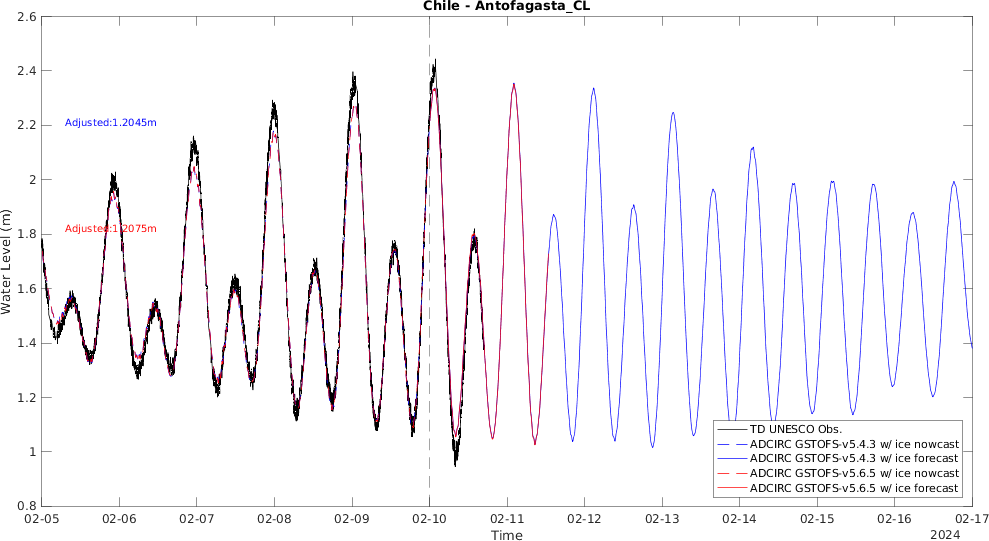 Chile - Antofagasta_CL
2.6
2.4
2.2
2
1.8
1.6
1.4
1.2
1
0.8
Water Level (m)
Adjusted:1.2045m
Adjusted:1.2075m
TD UNESCO Obs.
ADCIRC GSTOFS-v5.4.3 w/ ice nowcast
ADCIRC GSTOFS-v5.4.3 w/ ice forecast
ADCIRC GSTOFS-v5.6.5 w/ ice nowcast
ADCIRC GSTOFS-v5.6.5 w/ ice forecast
02-05 02-06 02-07 02-08 02-09 02-10 02-11 02-12 02-13 02-14 02-15 02-16 02-17
Time
2024